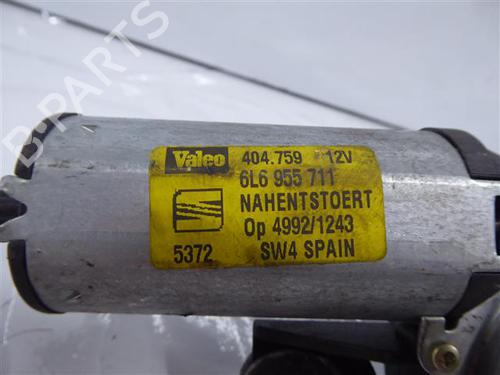 Valeo 404.759 12V
6L6 955 711
NAHENTSTOERT
Op 4992/1243
5372 SW4 SPAIN
B-PARTS